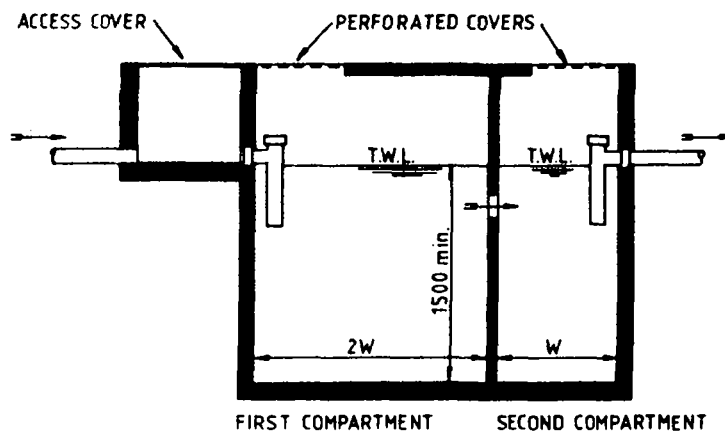 ACCESS COVER
PERFORATED COVERS
T.W.L.
T.W.L.
1500 min.
2W
W
FIRST COMPARTMENT
SECOND COMPARTMENT